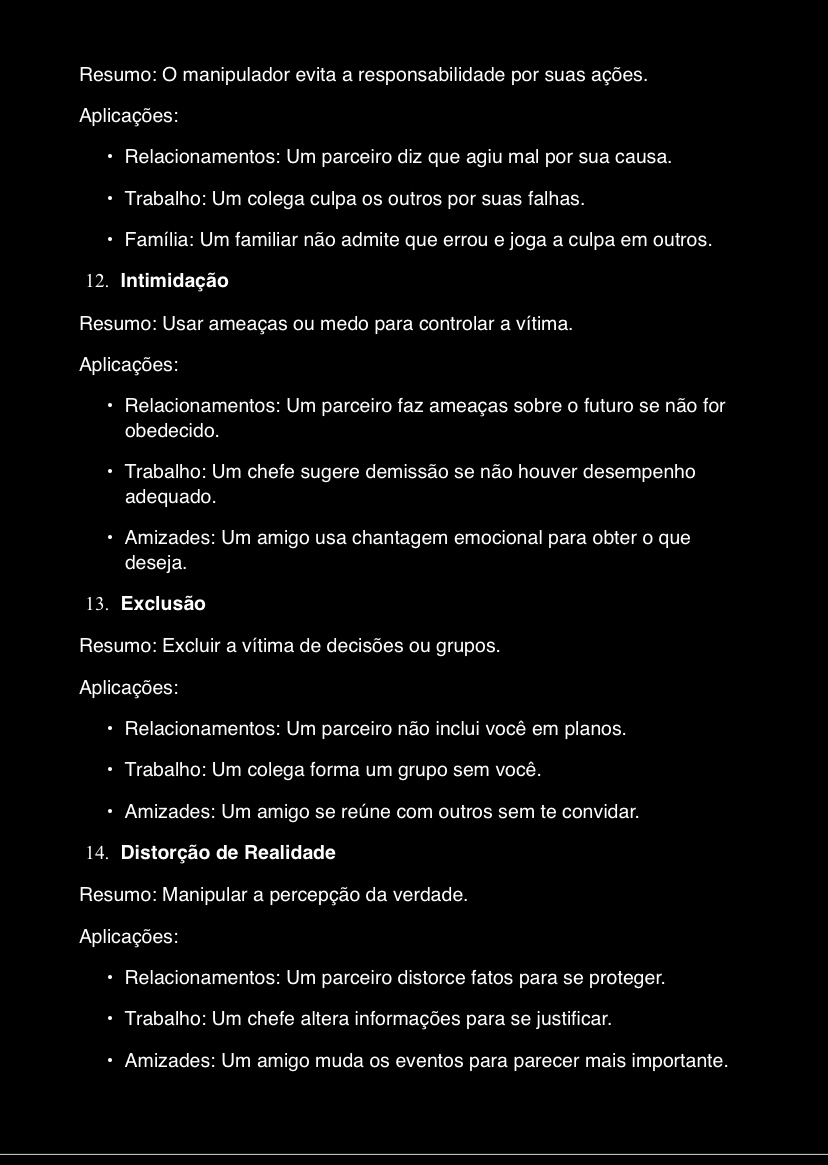 Resumo: O manipulador evita a responsabilidade por suas ações.
Aplicações:
• Relacionamentos: Um parceiro diz que agiu mal por sua causa.
• Trabalho: Um colega culpa os outros por suas falhas.
• Família: Um familiar não admite que errou e joga a culpa em outros.
12. Intimidação
Resumo: Usar ameaças ou medo para controlar a vítima.
Aplicações:
• Relacionamentos: Um parceiro faz ameaças sobre o futuro se não for
obedecido.
• Trabalho: Um chefe sugere demissão se não houver desempenho
adequado.
• Amizades: Um amigo usa chantagem emocional para obter o que
deseja.
13. Exclusão
Resumo: Excluir a vítima de decisões ou grupos.
Aplicações:
• Relacionamentos: Um parceiro não inclui você em planos.
• Trabalho: Um colega forma um grupo sem você.
• Amizades: Um amigo se reúne com outros sem te convidar.
14. Distorção de Realidade
Resumo: Manipular a percepção da verdade.
Aplicações:
• Relacionamentos: Um parceiro distorce fatos para se proteger.
• Trabalho: Um chefe altera informações para se justificar.
• Amizades: Um amigo muda os eventos para parecer mais importante.